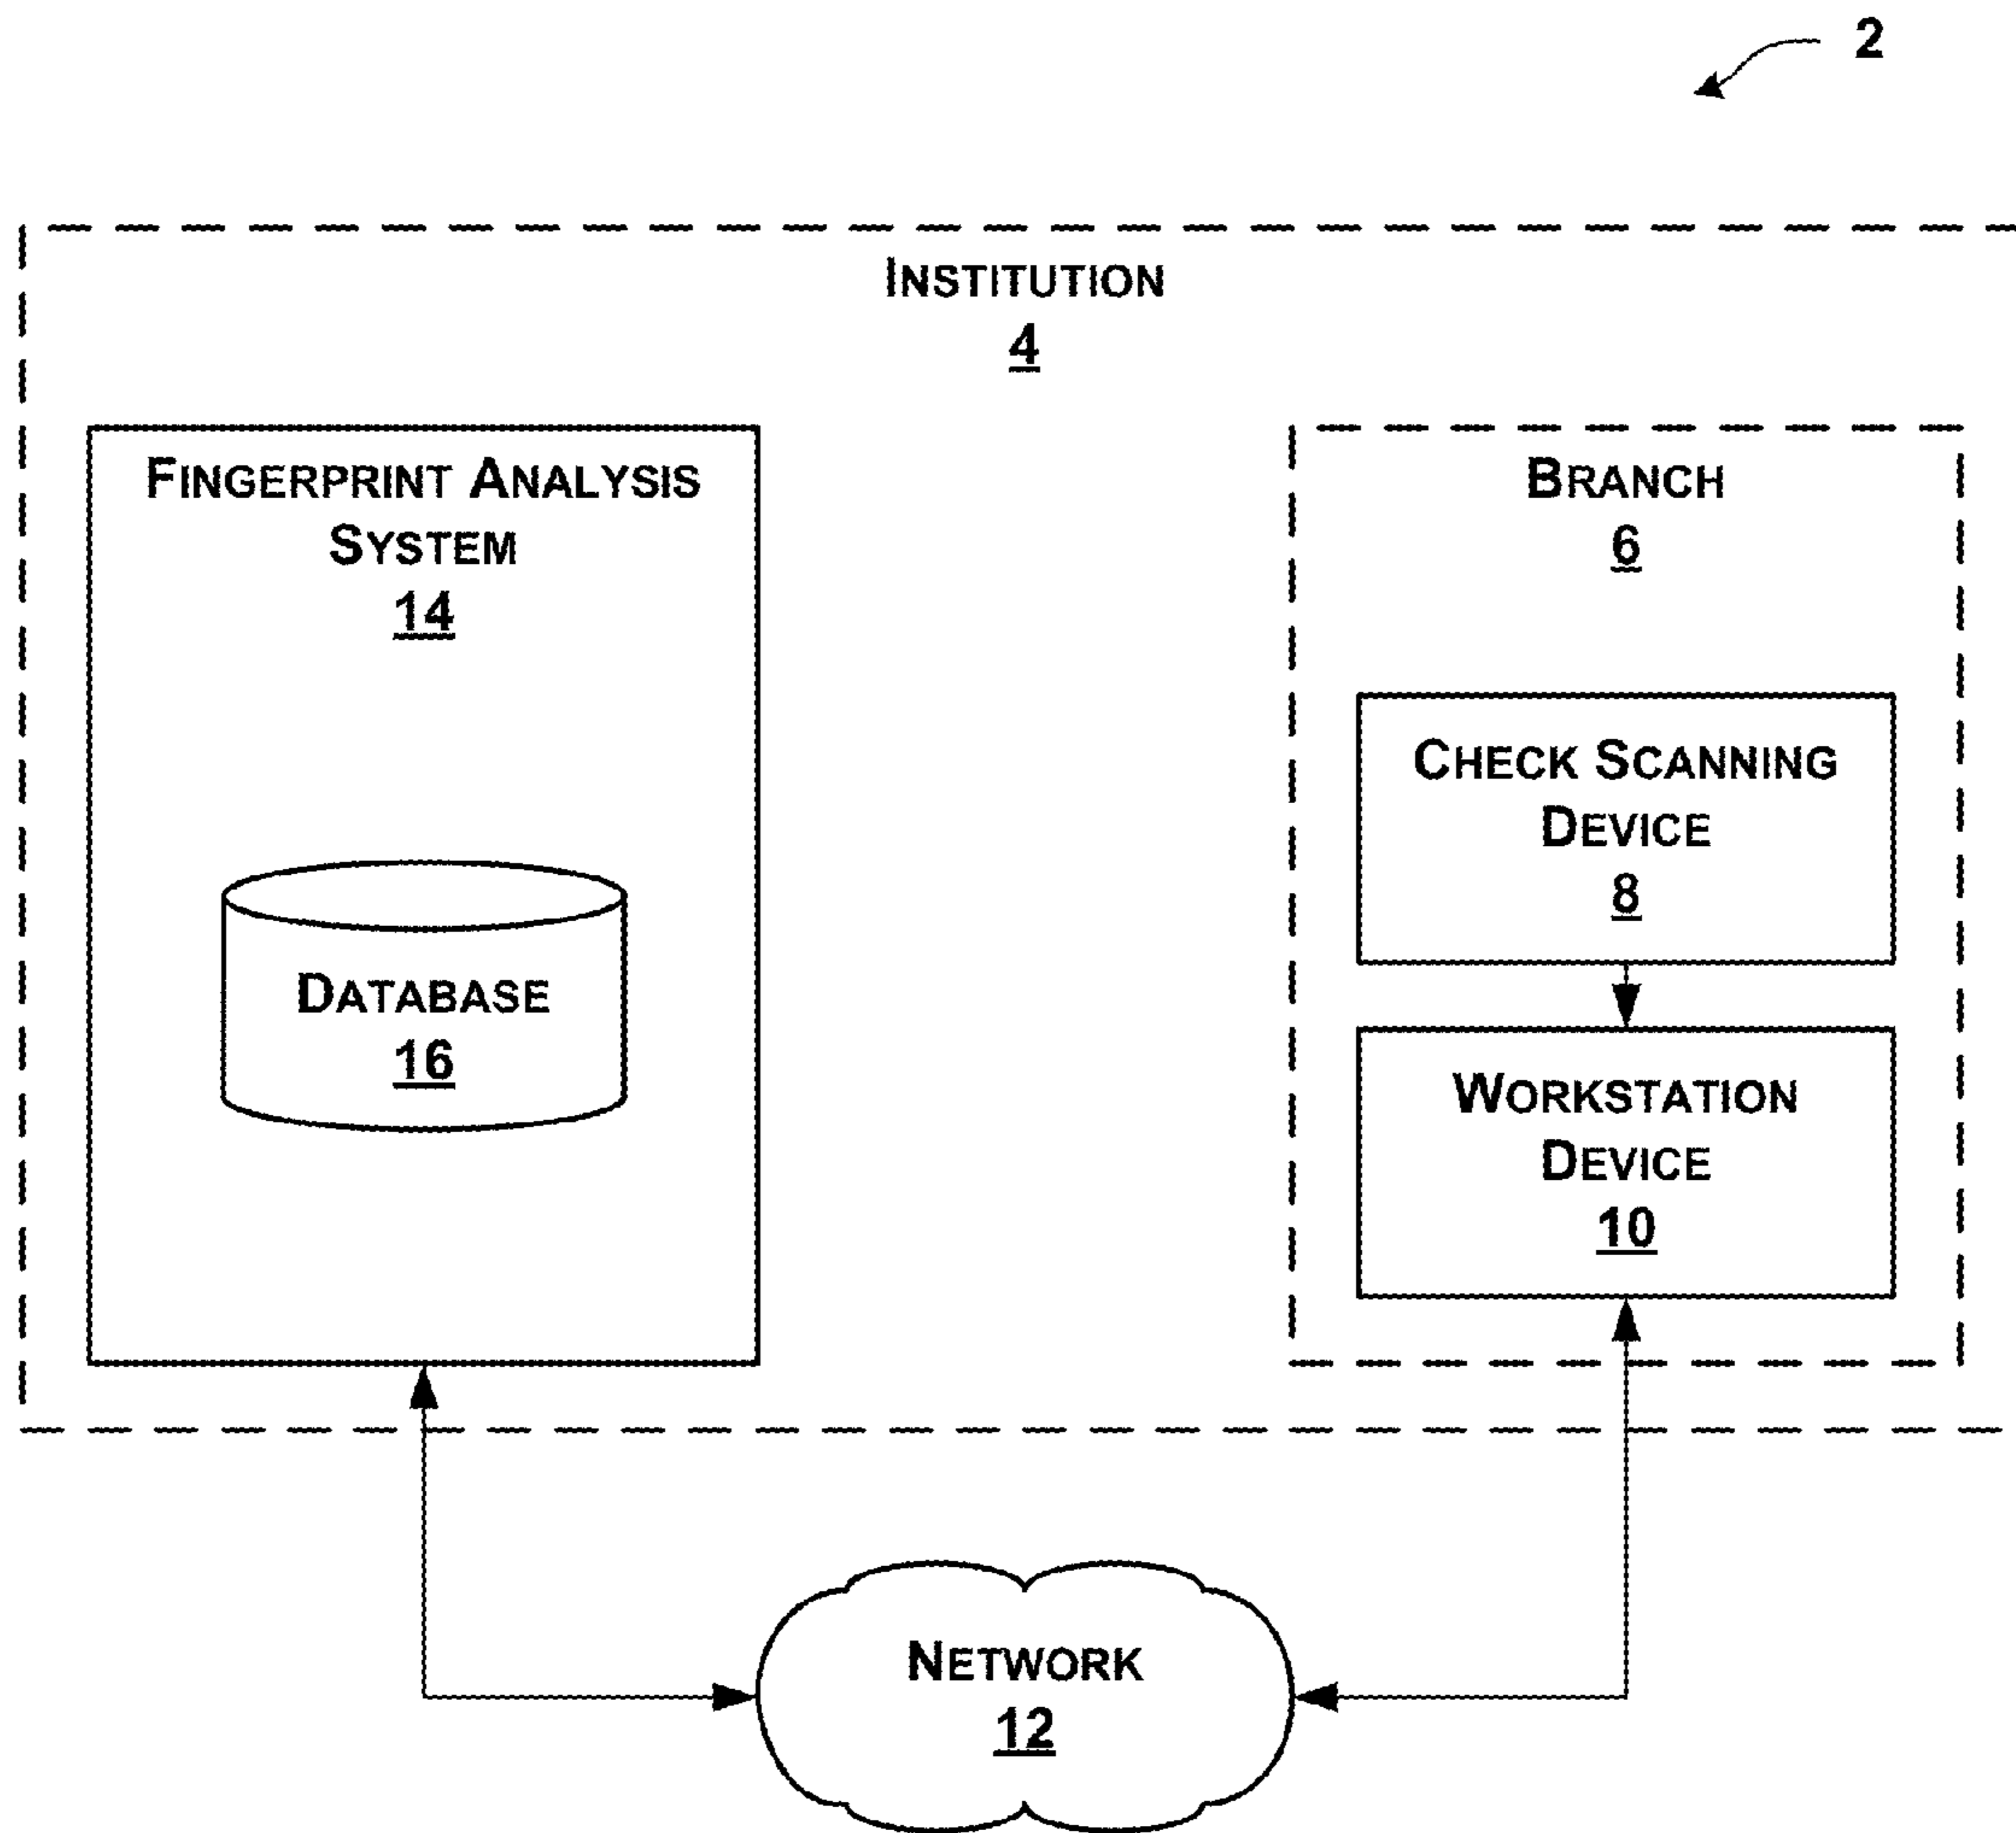 2
INSTITUTION
4
FINGERPRINT ANALYSIS
SYSTEM
14
DATABASE
16
BRANCH
6
CHECK SCANNING
DEVICE
8
WORKSTATION
DEVICE
10
NETWORK
12